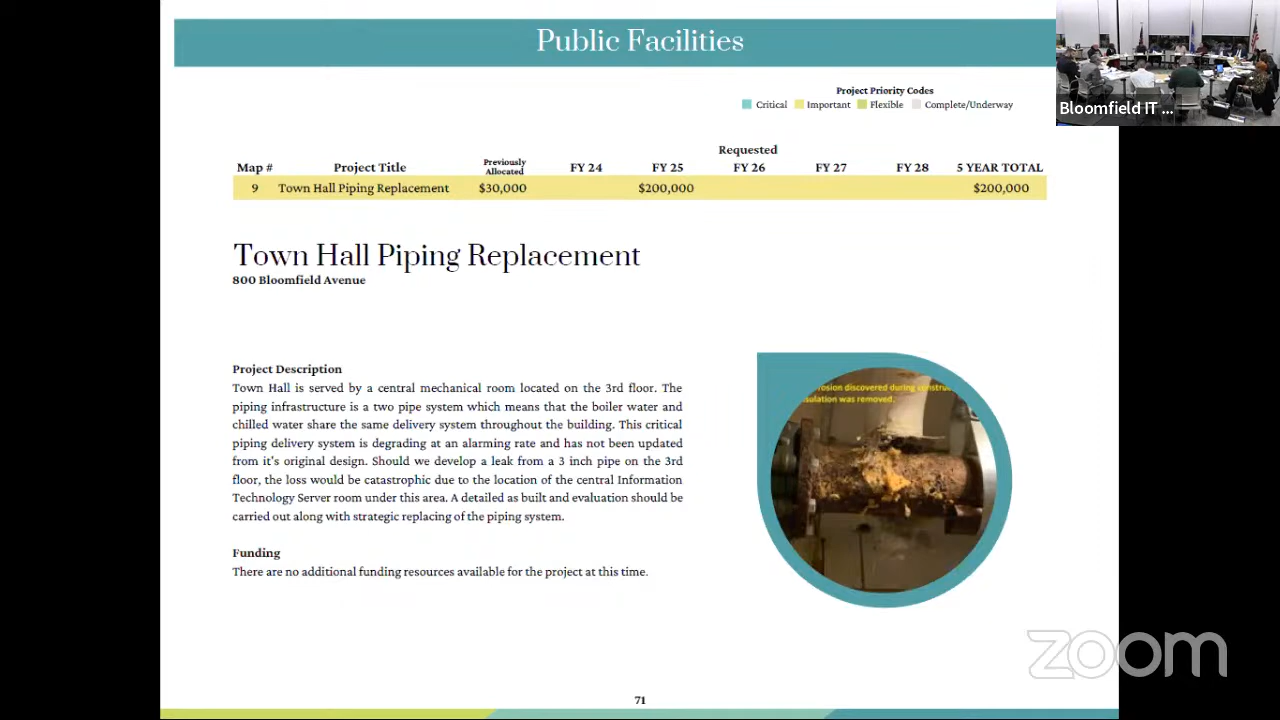 Public Facilities
Bloomfield IT ...
Project Priority Codes
Critical Important Flexible Complete/Underway
Requested
Map # Project Title Previously Allocated FY 24 FY 25 FY 26 FY 27 FY 28 5 YEAR TOTAL
9 Town Hall Piping Replacement $30,000 $200,000 $200,000
Town Hall Piping Replacement
800 Bloomfield Avenue
Project Description
Town Hall is served by a central mechanical room located on the 3rd floor. The
piping infrastructure is a two pipe system which means that the boiler water and
chilled water share the same delivery system throughout the building. This critical
piping delivery system is degrading at an alarming rate and has not been updated
from it's original design. Should we develop a leak from a 3 inch pipe on the 3rd
floor, the loss would be catastrophic due to the location of the central Information
Technology Server room under this area. A detailed as built and evaluation should be
carried out along with strategic replacing of the piping system.
Funding
There are no additional funding resources available for the project at this time.
discovered during
was removed.
zoom
71